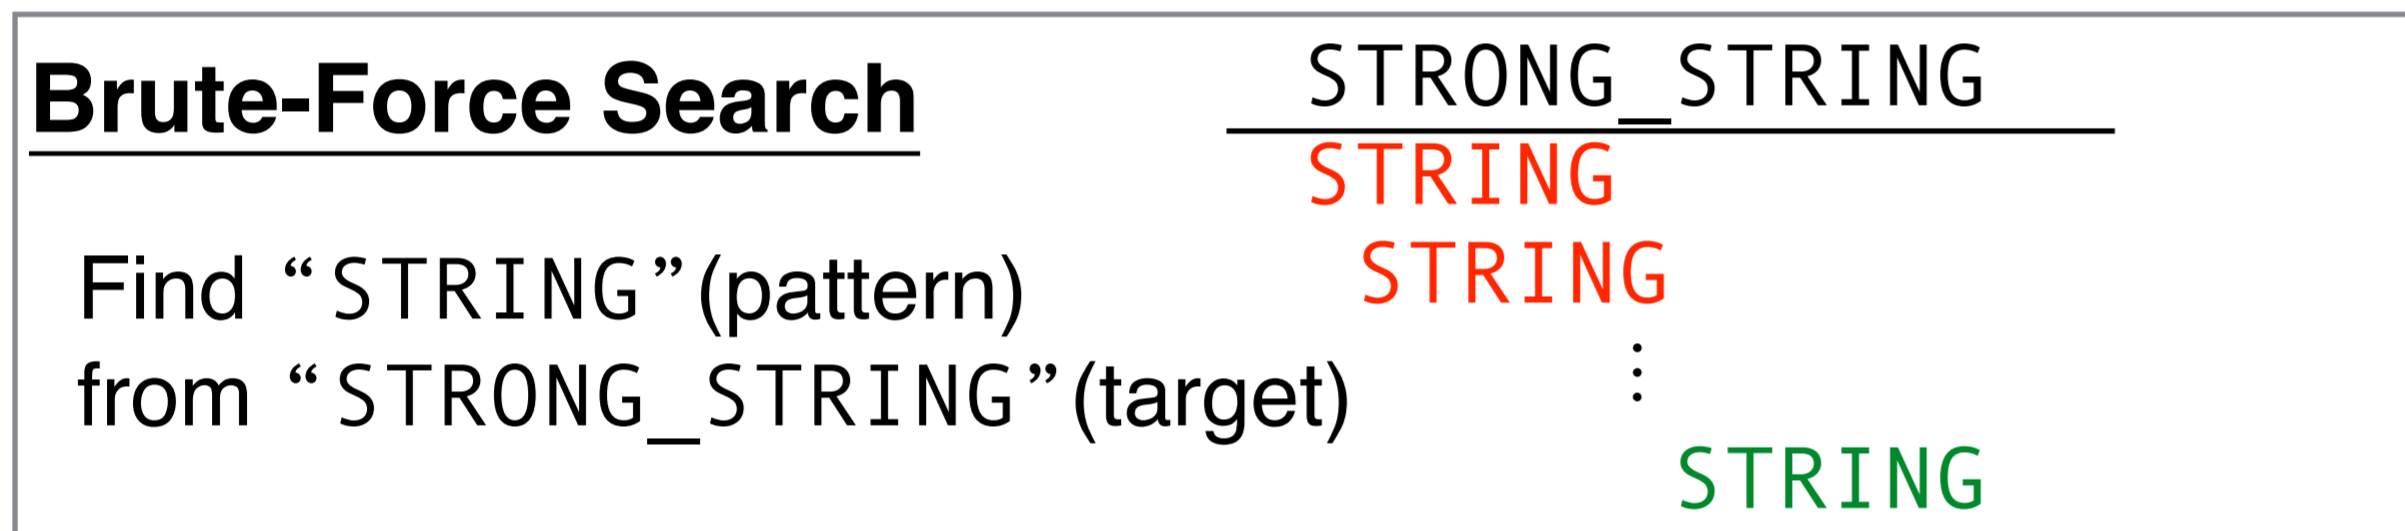 Brute-Force Search
Find “STRING”(pattern)
from “STRONG_STRING”(target)
STRONG_STRING
STRING
STRING
⋮
STRING